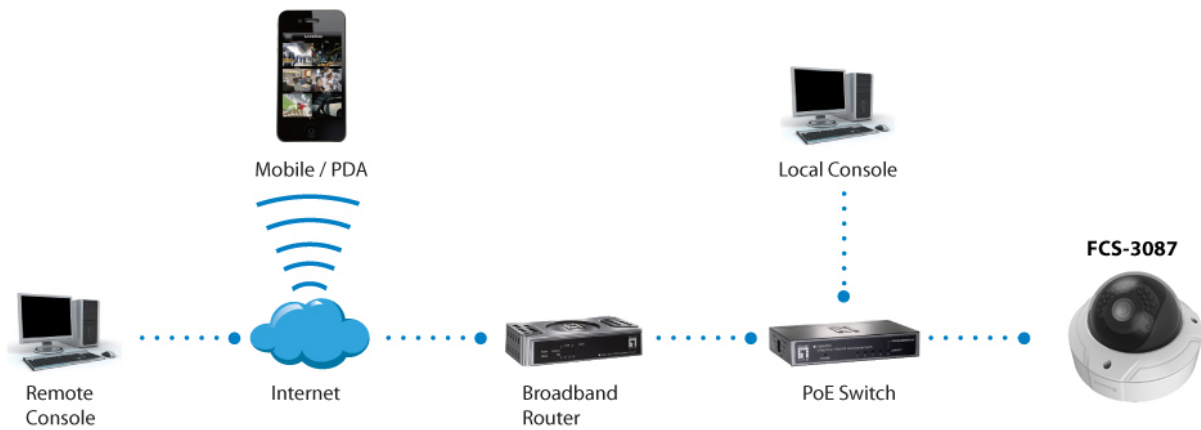 Mobile / PDA
Local Console
FCS-3087
Remote
Console
Internet
Broadband
Router
PoE Switch